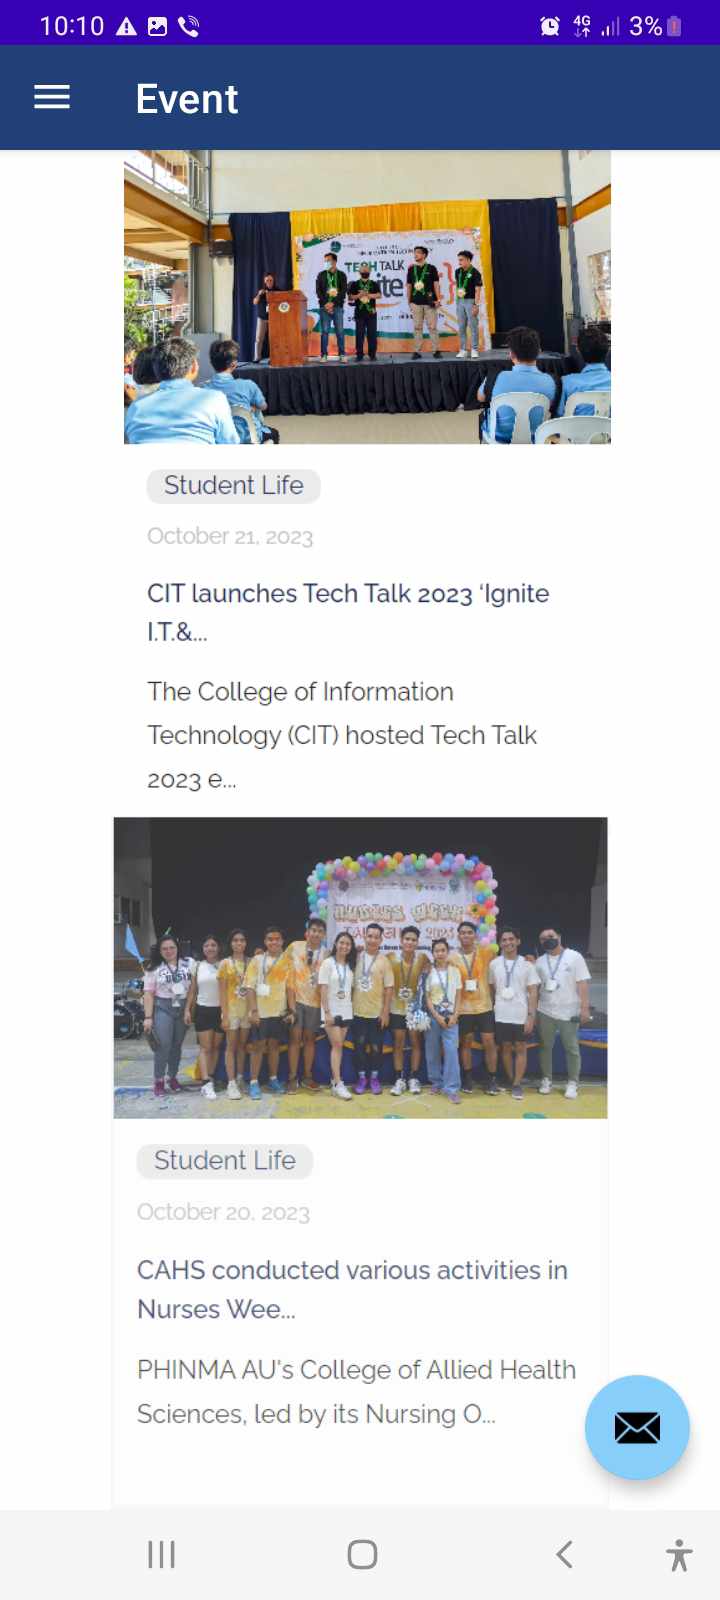 10:10
4G
3%
Event
TECH TALK
Student Life
October 21, 2023
CIT launches Tech Talk 2023 ‘Ignite
I.T.&...
The College of Information
Technology (CIT) hosted Tech Talk
2023 e...
NURSES WEEK
2023
Student Life
October 20, 2023
CAHS conducted various activities in
Nurses Wee...
PHINMA AU's College of Allied Health
Sciences, led by its Nursing O...